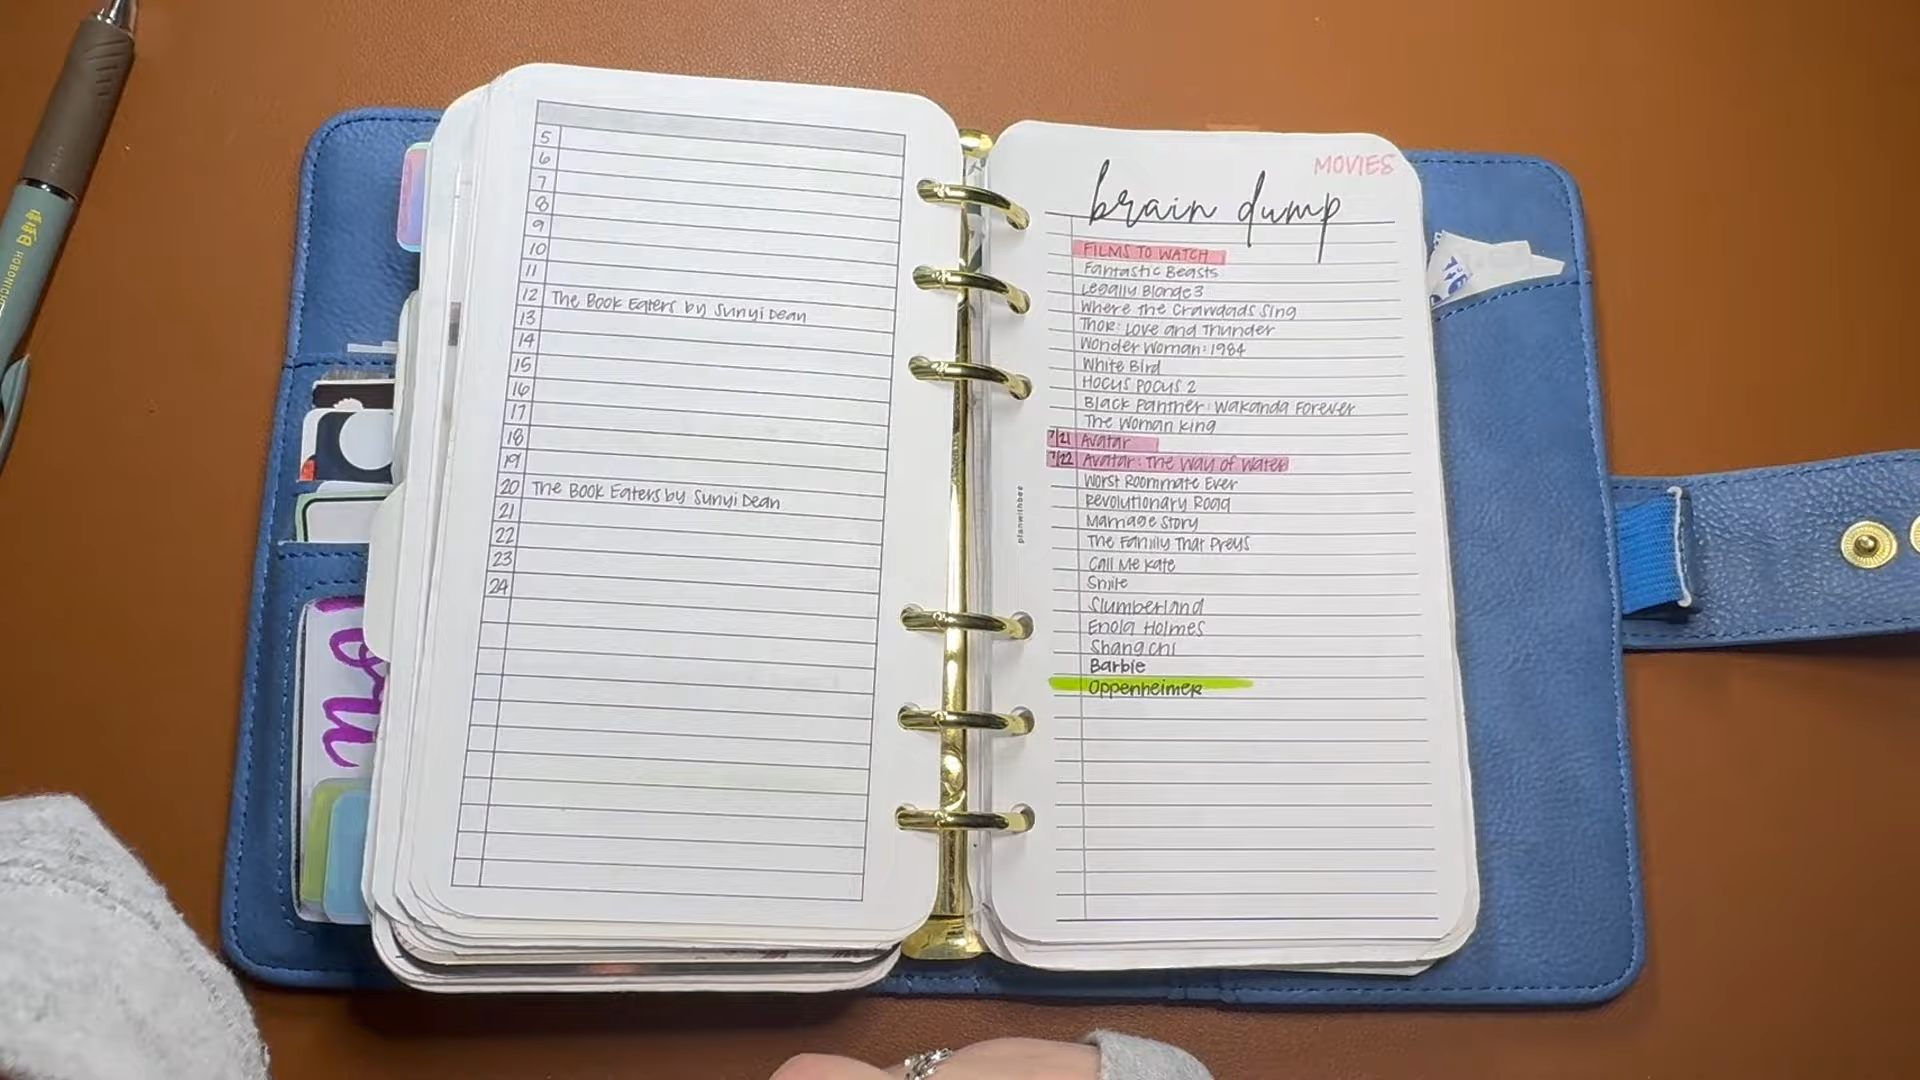 5
6
7
8
9
10
11
12 The Book Eaters by Sunyi Dean
13
14
15
16
17
18
19
20 The Book Eaters by Sunyi Dean
21
22
23
24
MOVIES
brain dump
FILMS TO WATCH
Fantastic Beasts
Legally Blonde 3
Where the Crawdads Sing
Thor: Love and Thunder
Wonder Woman: 1984
White Bird
Hocus Pocus 2
Black Panther: Wakanda Forever
The Woman King
7/21 Avatar
7/22 Avatar: The Way of Water
Worst Roommate Ever
Revolutionary Road
Marriage Story
The Family That Preys
Call Me Kate
Smile
Slumberland
Enola Holmes
Shang Chi
Barbie
Oppenheimer
planwithbee